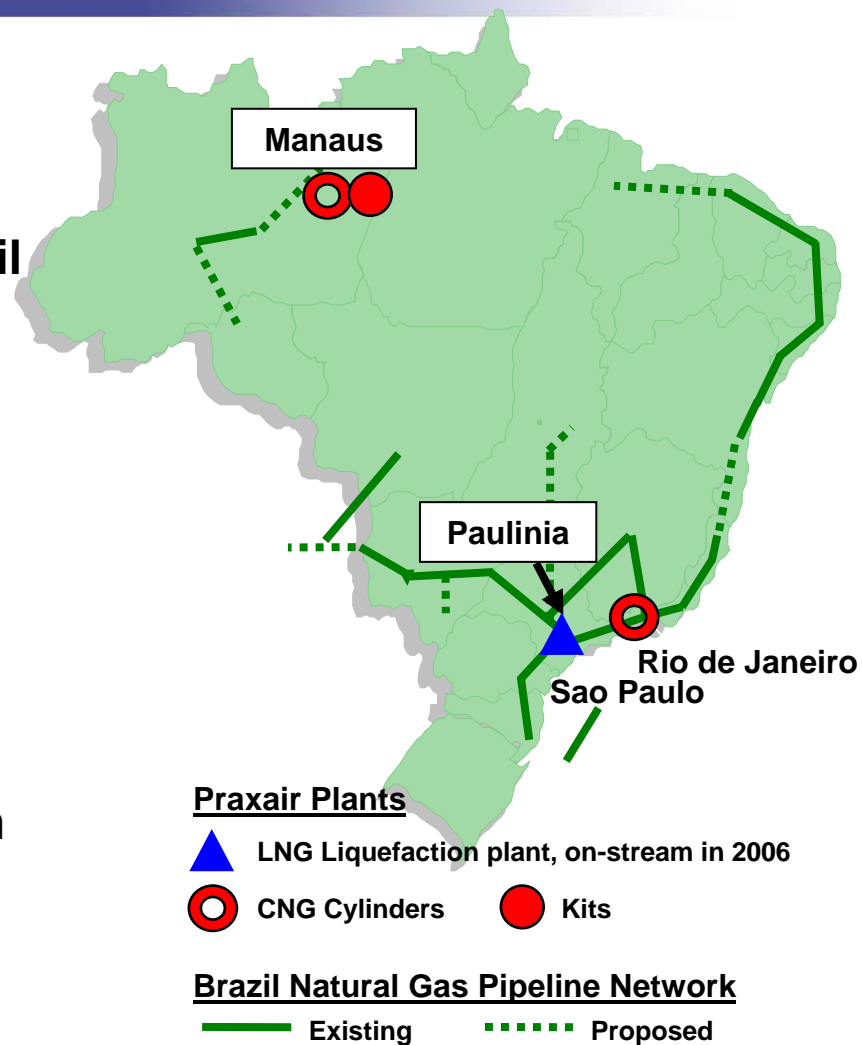 Manaus
il
Paulinia
Rio de Janeiro
Sao Paulo
Praxair Plants
LNG Liquefaction plant, on-stream in 2006
CNG Cylinders Kits
Brazil Natural Gas Pipeline Network
Existing Proposed